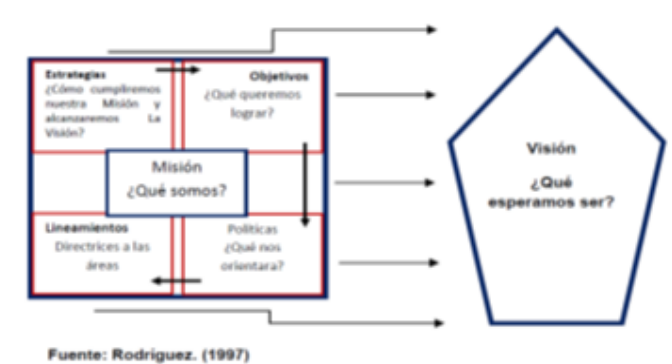 Estrategias
¿Cómo cumpliremos
nuestra Misión y
alcanzaremos La
Visión?
Objetivos
¿Qué queremos
lograr?
Misión
¿Qué somos?
Lineamientos
Directrices a las
áreas
Políticas
¿Qué nos
orientara?
Visión
¿Qué
esperamos ser?
Fuente: Rodríguez. (1997)